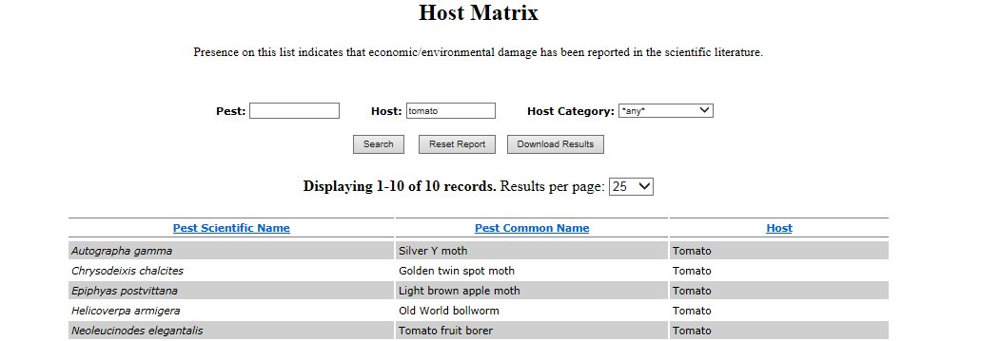 Host Matrix
Presence on this list indicates that economic/environmental damage has been reported in the scientific literature.
Pest: Host: tomato Host Category: *any*
Search Reset Report Download Results
Displaying 1-10 of 10 records. Results per page: 25
Pest Scientific Name Pest Common Name Host
Autographa gamma Silver Y moth Tomato
Chrysodeixis chalcites Golden twin spot moth Tomato
Epiphyas postvittana Light brown apple moth Tomato
Helicoverpa armigera Old World bollworm Tomato
Neoleucinodes elegantalis Tomato fruit borer Tomato